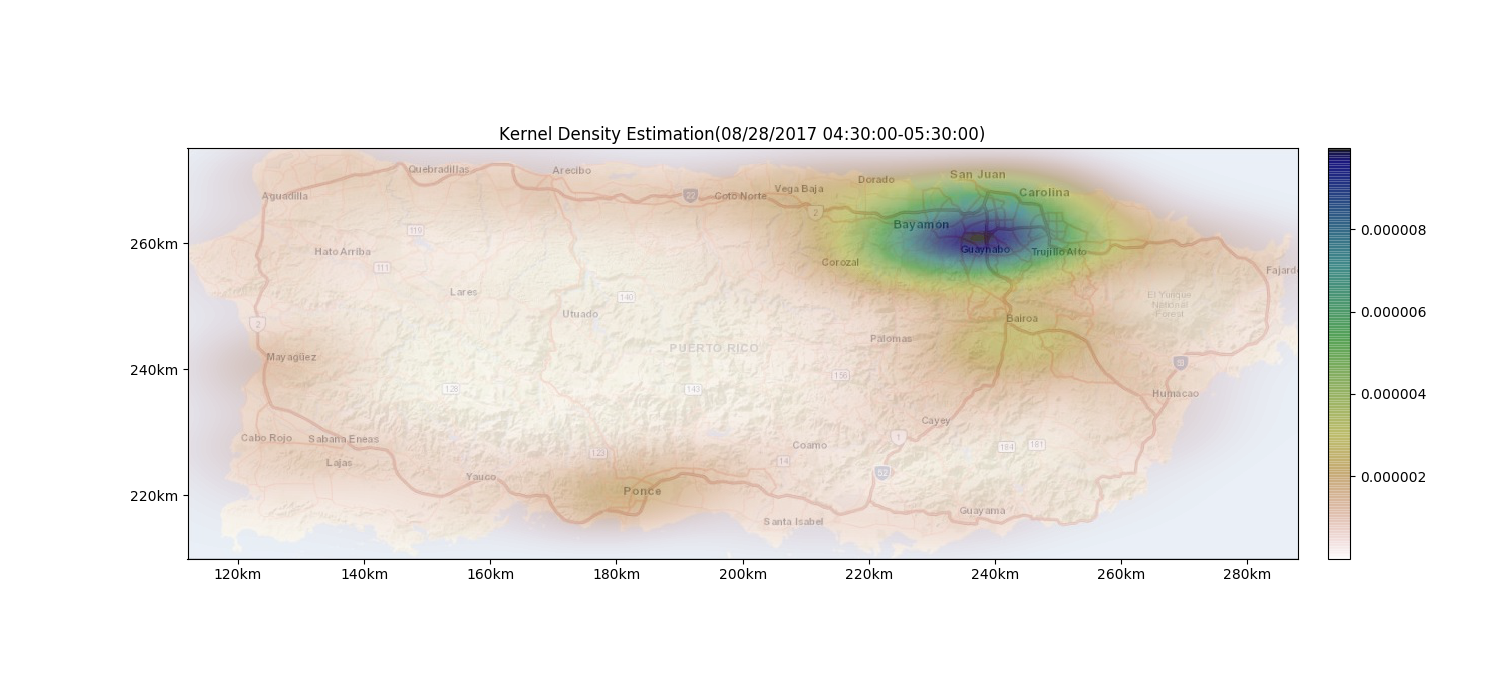 Kernel Density Estimation(08/28/2017 04:30:00-05:30:00)
Quebradillas
Arecibo
San Juan
Dorado
Vega Baja
Carolina
Aguadilla
22
Coto Norte
2
Bayamon
119
260km
Hato Arriba
Guaynabo
Trujillo Alto
0.000008
111
Corozal
Fajardo
Lares
140
El Yunque
National
Forest
Utuado
Bairoa
0.000006
2
Palomas
PUERTO RICO
Mayagüez
240km
156
128
143
Humacao
0.000004
Cayey
Cabo Rojo
Sabana Eneas
1
Coamo
184
181
123
Lajas
14
52
Yauco
0.000002
220km
Ponce
Santa Isabel
Guayama
120km
140km
160km
180km
200km
220km
240km
260km
280km